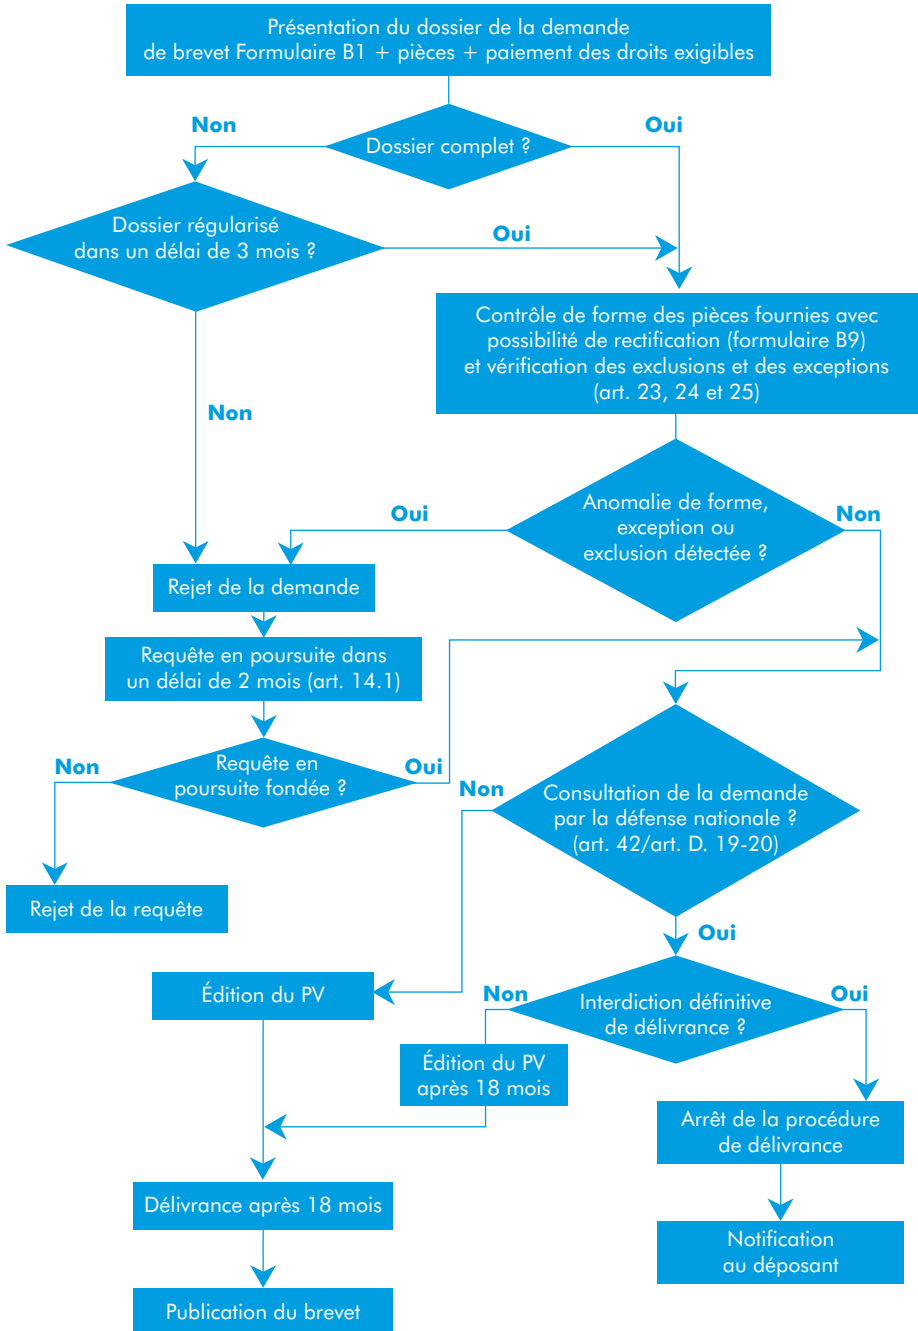 Présentation du dossier de la demande
de brevet Formulaire B1 + pièces + paiement des droits exigibles
Non
Oui
Dossier complet ?
Dossier régularisé
dans un délai de 3 mois ?
Oui
Contrôle de forme des pièces fournies avec
possibilité de rectification (formulaire B9)
et vérification des exclusions et des exceptions
(art. 23, 24 et 25)
Non
Anomalie de forme,
exception ou
exclusion détectée ?
Oui
Non
Rejet de la demande
Requête en poursuite dans
un délai de 2 mois (art. 14.1)
Requête en
poursuite fondée ?
Non
Oui
Rejet de la requête
Consultation de la demande
par la défense nationale ?
(art. 42/art. D. 19-20)
Non
Oui
Édition du PV
Interdiction définitive
de délivrance ?
Non
Oui
Édition du PV
après 18 mois
Arrêt de la procédure
de délivrance
Délivrance après 18 mois
Notification
au déposant
Publication du brevet